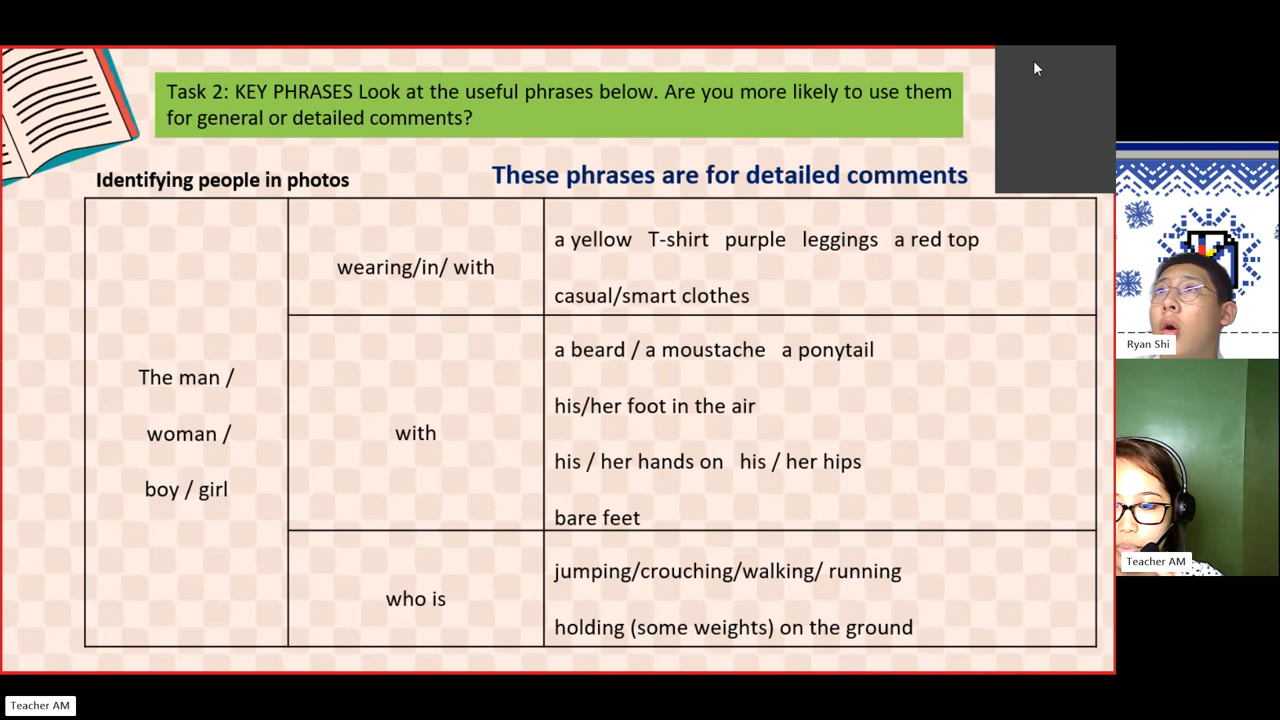 Task 2: KEY PHRASES Look at the useful phrases below. Are you more likely to use them
for general or detailed comments?
Identifying people in photos
These phrases are for detailed comments
The man /
woman /
boy / girl
wearing/in/ with
a yellow T-shirt purple leggings a red top
casual/smart clothes
with
a beard / a moustache a ponytail
his/her foot in the air
his / her hands on his / her hips
bare feet
who is
jumping/crouching/walking/ running
holding (some weights) on the ground
Ryan Shi
Teacher AM
Teacher AM